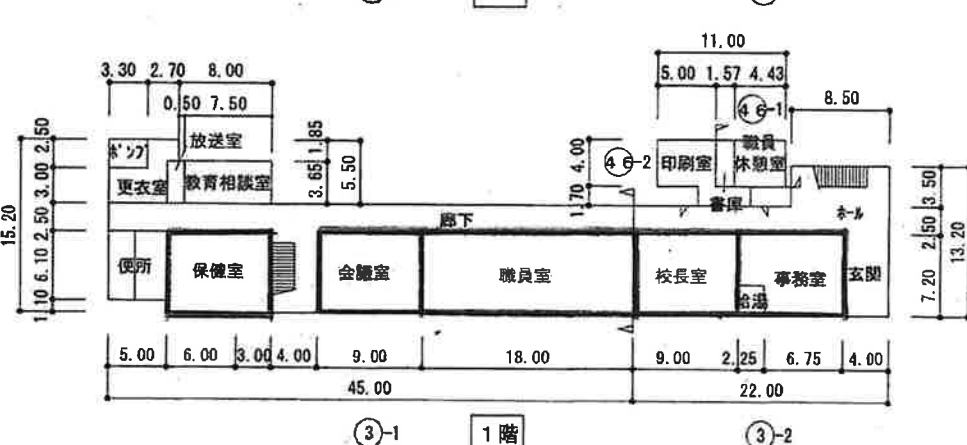 11.00
3.30 2.70 8.00
5.00 1.57 4.43
0.50 7.50
46-1
8.50
2.50
放送室
1.85
ポンプ
4.00
46-2
印刷室
職員
休憩室
3.00
更衣室
教育相談室
3.65
5.50
1.70
書庫
3.50
15.20
2.50
廊下
ホール
2.50
13.20
6.10
便所
保健室
会議室
職員室
校長室
給湯
事務室
玄関
7.20
1.10
5.00 6.00 3.00 4.00 9.00 18.00 9.00 2.25 6.75 4.00
45.00 22.00
3-1 1階 3-2